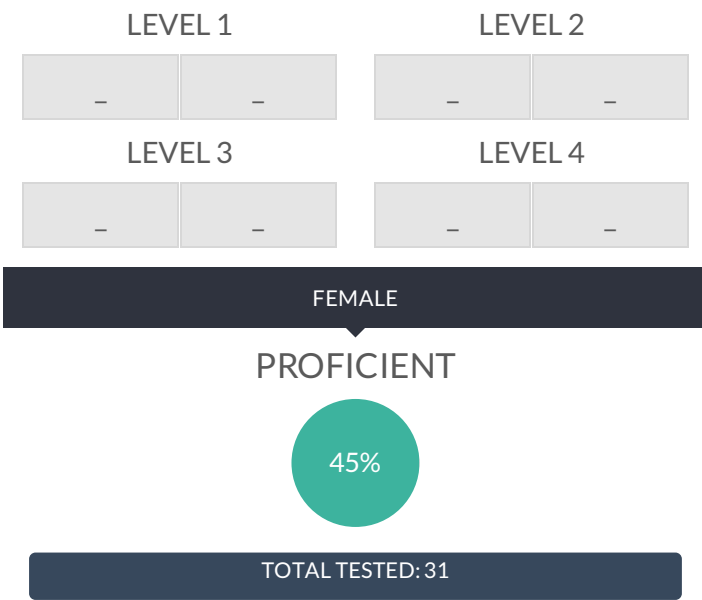 LEVEL 1 LEVEL 2
– – – –
LEVEL 3 LEVEL 4
– – – –
FEMALE
PROFICIENT
45%
TOTAL TESTED: 31